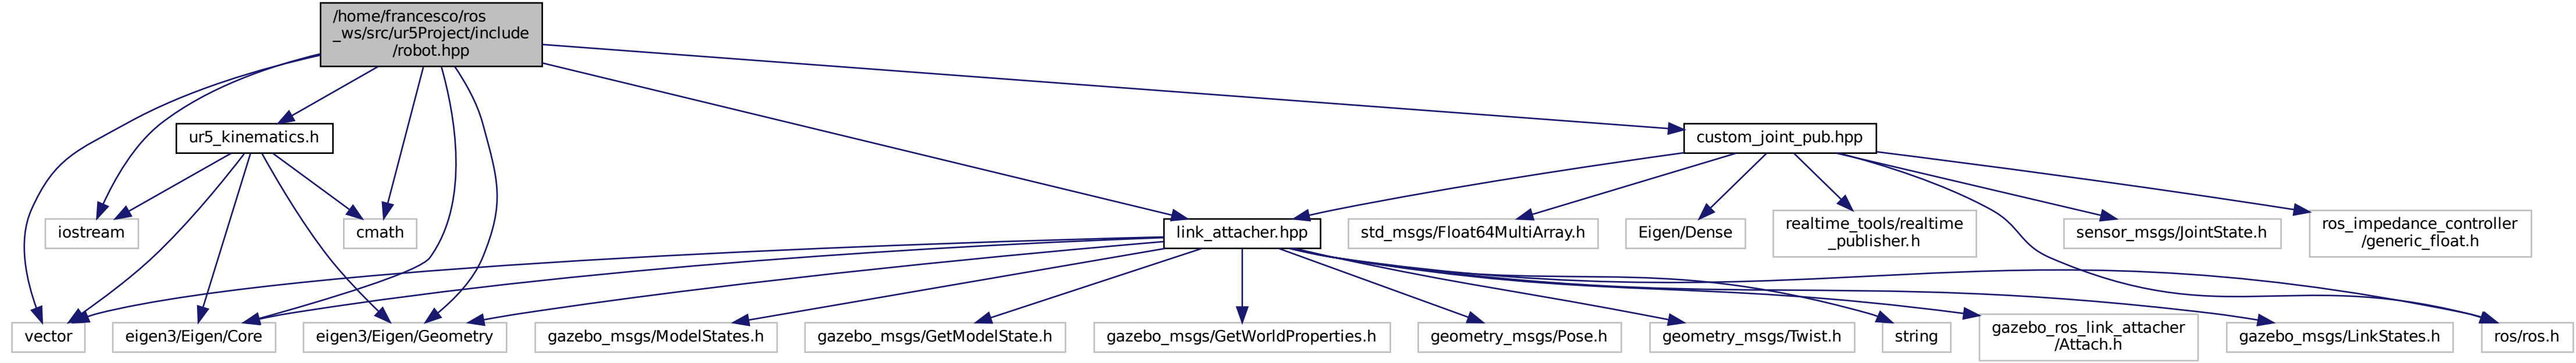 /home/francesco/ros
_ws/src/ur5Project/include
/robot.hpp
ur5_kinematics.h
custom_joint_pub.hpp
iostream
cmath
link_attacher.hpp
std_msgs/Float64MultiArray.h
Eigen/Dense
realtime_tools/realtime
_publisher.h
sensor_msgs/JointState.h
ros_impedance_controller
/generic_float.h
vector
eigen3/Eigen/Core
eigen3/Eigen/Geometry
gazebo_msgs/ModelStates.h
gazebo_msgs/GetModelState.h
gazebo_msgs/GetWorldProperties.h
geometry_msgs/Pose.h
geometry_msgs/Twist.h
string
gazebo_ros_link_attacher
/Attach.h
gazebo_msgs/LinkStates.h
ros/ros.h